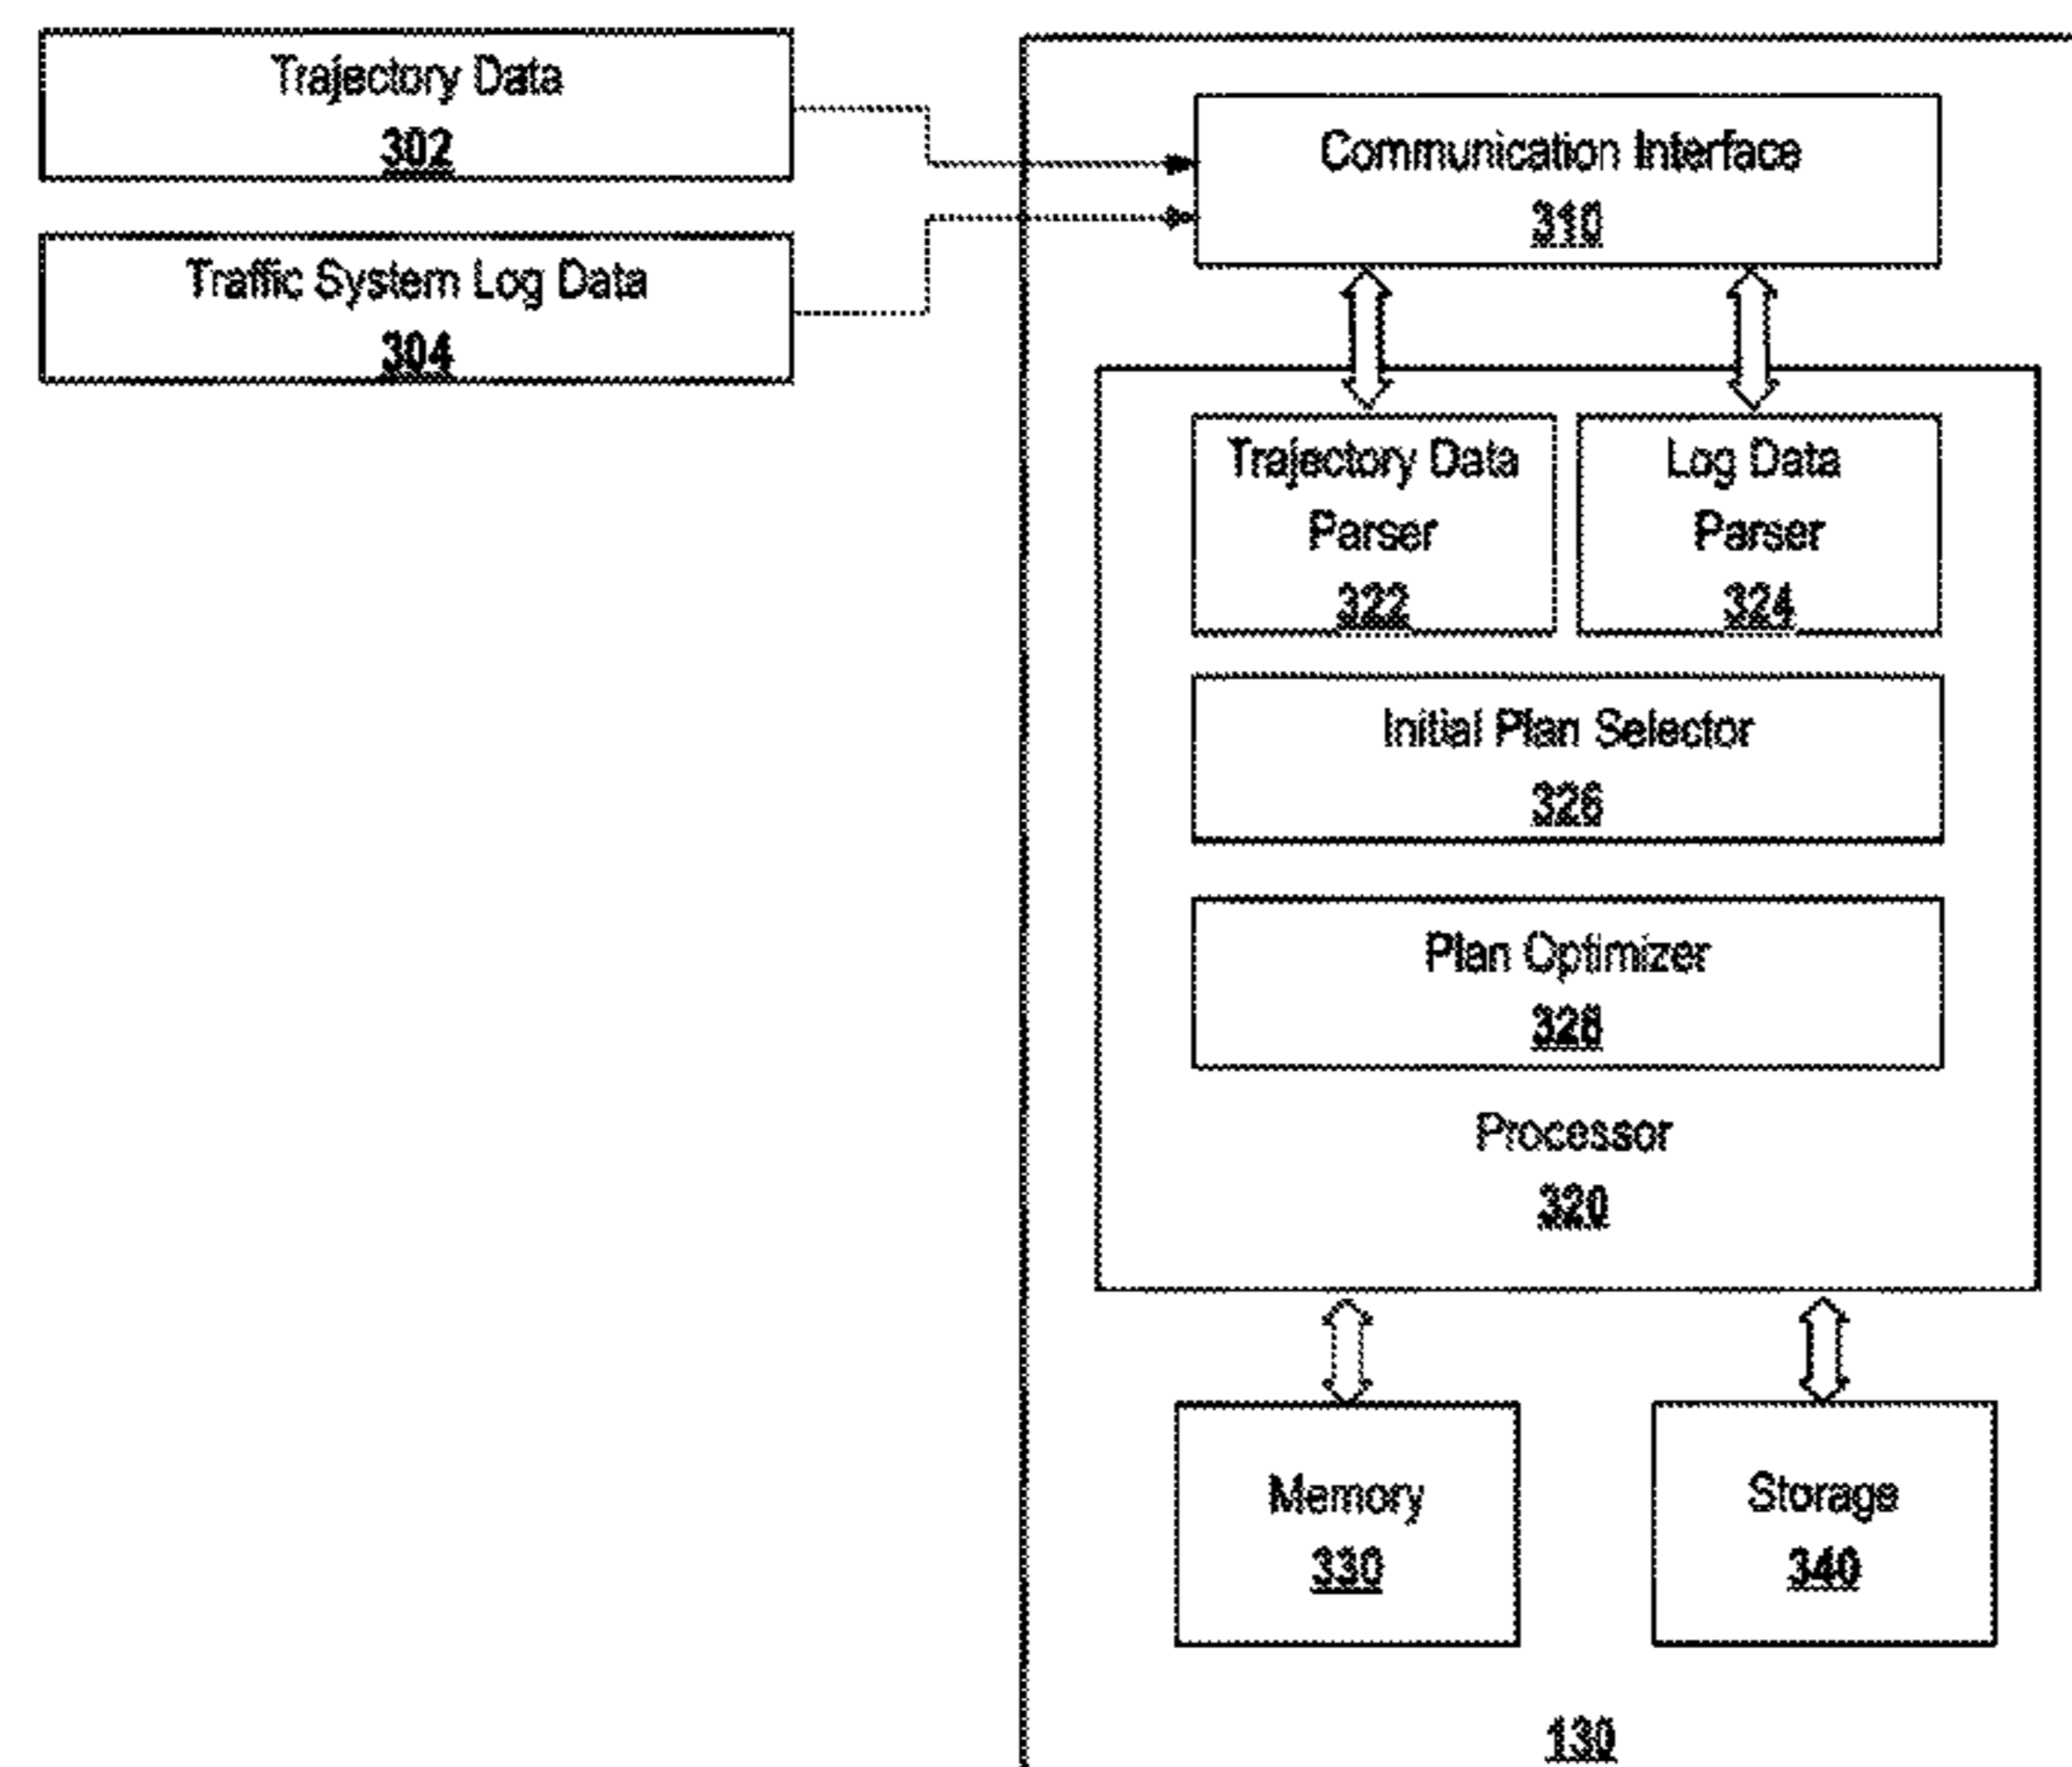 Trajectory Data
302
Traffic System Log Data
304
Communication Interface
310
Trajectory Data
Parser
322
Log Data
Parser
324
Initial Plan Selector
326
Plan Optimizer
328
Processor
320
Memory
330
Storage
340
130